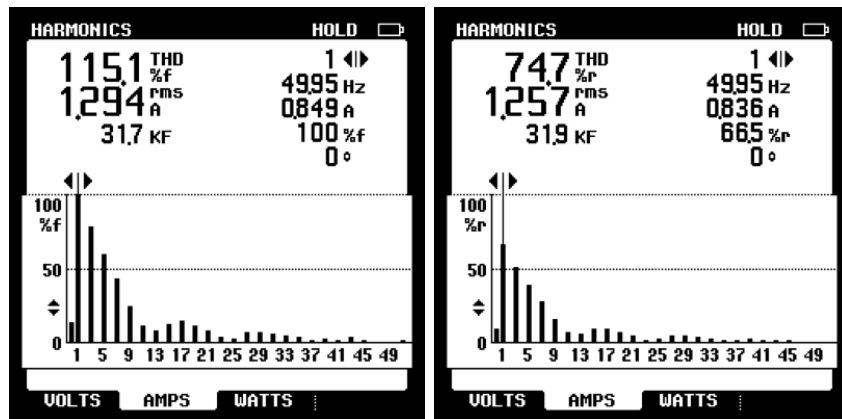 HARMONICS HOLD
115.1 THD %f 1
1.294 rms A 49.95 Hz
31.7 KF 0.849 A
100 %f
0 °
100
%f
50
0
1 5 9 13 17 21 25 29 33 37 41 45 49
VOLTS AMPS WATTS
HARMONICS HOLD
74.7 THD %r 1
1.257 rms A 49.95 Hz
31.9 KF 0.836 A
66.5 %r
0 °
100
%r
50
0
1 5 9 13 17 21 25 29 33 37 41 45 49
VOLTS AMPS WATTS